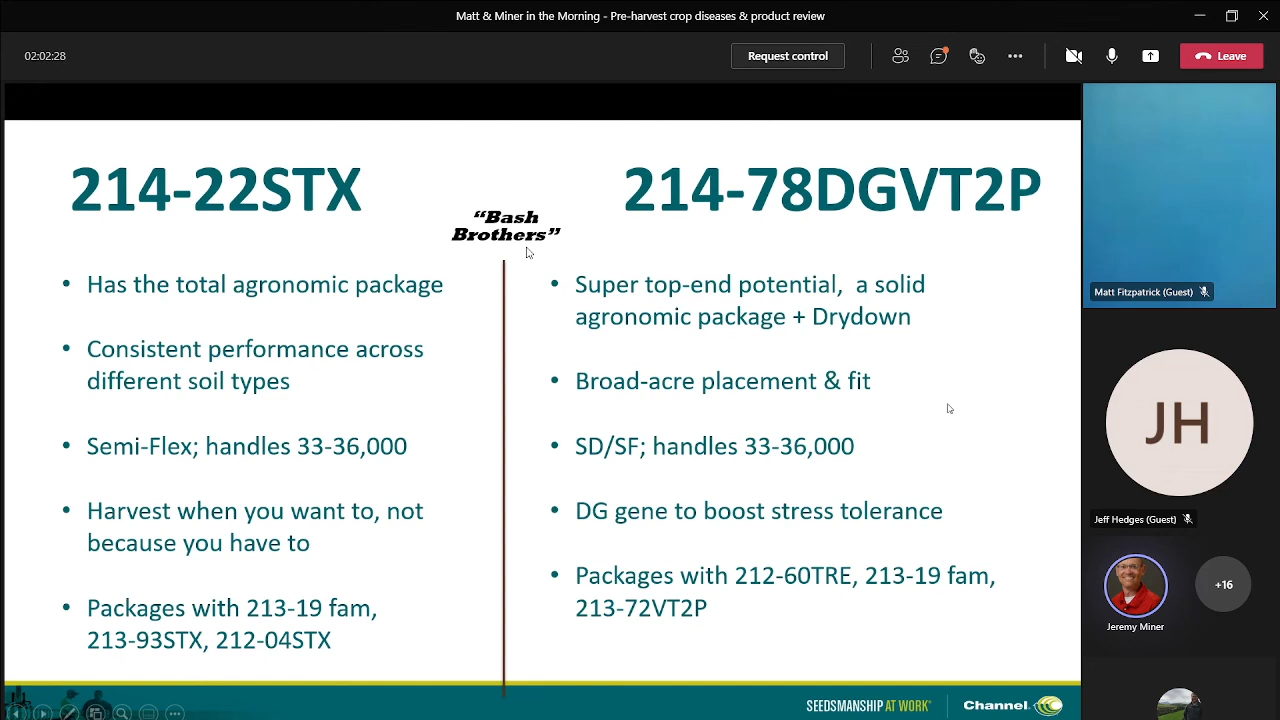 Matt & Miner in the Morning - Pre-harvest crop diseases & product review
02:02:28
Request control
Leave
214-22STX
214-78DGVT2P
“Bash
Brothers”
• Has the total agronomic package
• Consistent performance across
different soil types
• Semi-Flex; handles 33-36,000
• Harvest when you want to, not
because you have to
• Packages with 213-19 fam,
213-93STX, 212-04STX
• Super top-end potential, a solid
agronomic package + Drydown
• Broad-acre placement & fit
• SD/SF; handles 33-36,000
• DG gene to boost stress tolerance
• Packages with 212-60TRE, 213-19 fam,
213-72VT2P
SEEDSMANSHIP AT WORK®
Channel
Matt Fitzpatrick (Guest)
JH
Jeff Hedges (Guest)
+16
Jeremy Miner